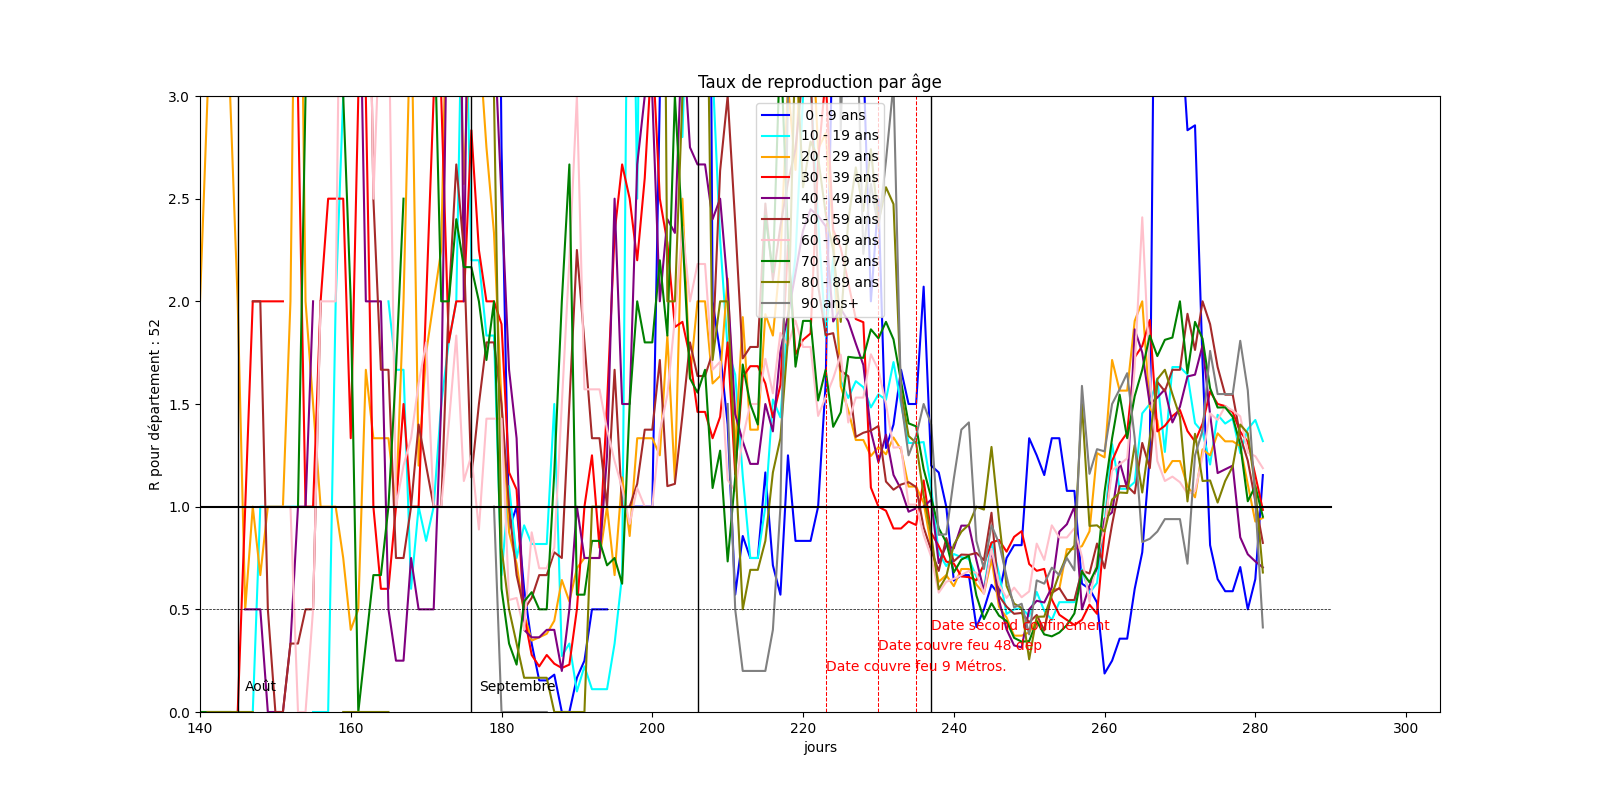 Taux de reproduction par âge
R pour département : 52
3.0
2.5
2.0
1.5
1.0
0.5
0.0
0 - 9 ans
10 - 19 ans
20 - 29 ans
30 - 39 ans
40 - 49 ans
50 - 59 ans
60 - 69 ans
70 - 79 ans
80 - 89 ans
90 ans+
Date second confinement
Date couvre feu 48 dep
Date couvre feu 9 Métros.
Août
Septembre
140 160 180 200 220 240 260 280 300
jours